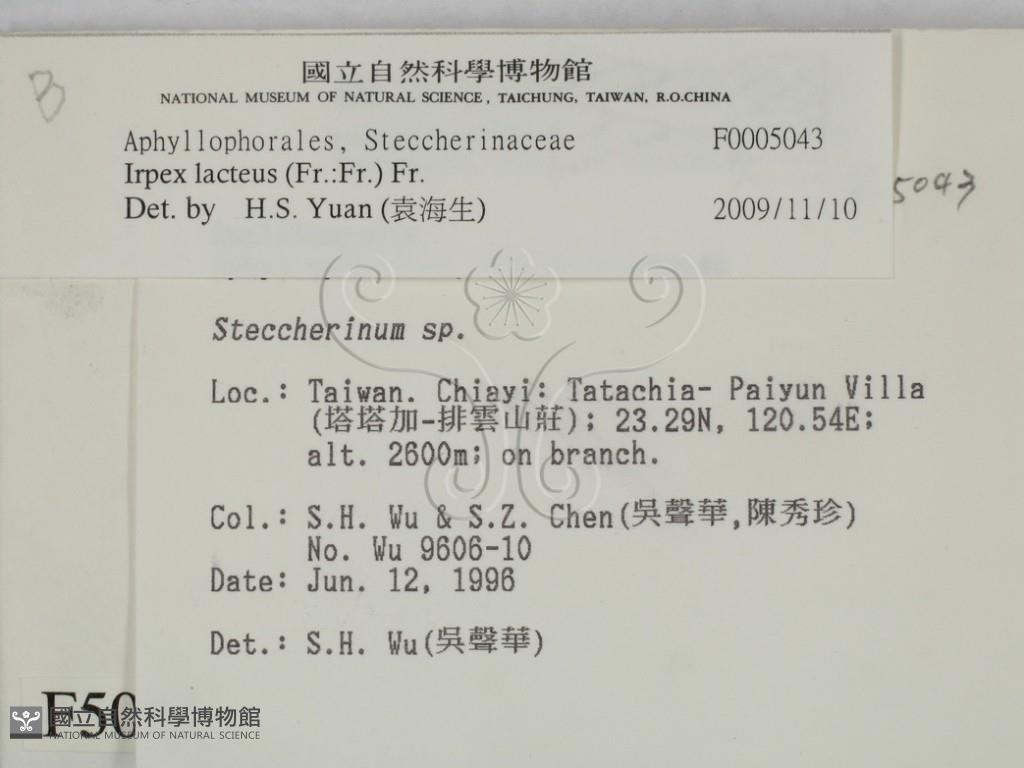 B
國立自然科學博物館
NATIONAL MUSEUM OF NATURAL SCIENCE, TAICHUNG, TAIWAN, R.O.CHINA
Aphyllophorales, Steccherinaceae F0005043
Irpex lacteus (Fr.:Fr.) Fr.
Det. by H.S. Yuan (袁海生) 2009/11/10
5043
Steccherinum sp.
Loc.: Taiwan. Chiayi: Tatachia- Paiyun Villa
(塔塔加-排雲山莊); 23.29N, 120.54E;
alt. 2600m; on branch.
Col.: S.H. Wu & S.Z. Chen(吳聲華,陳秀珍)
No. Wu 9606-10
Date: Jun. 12, 1996
Det.: S.H. Wu(吳聲華)
F50
國立自然科學博物館
NATIONAL MUSEUM OF NATURAL SCIENCE